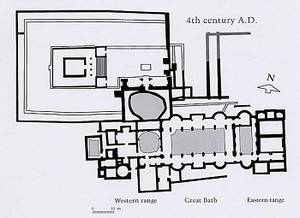 4th century A.D.
N
0 10 m
Western range Great Bath Eastern range